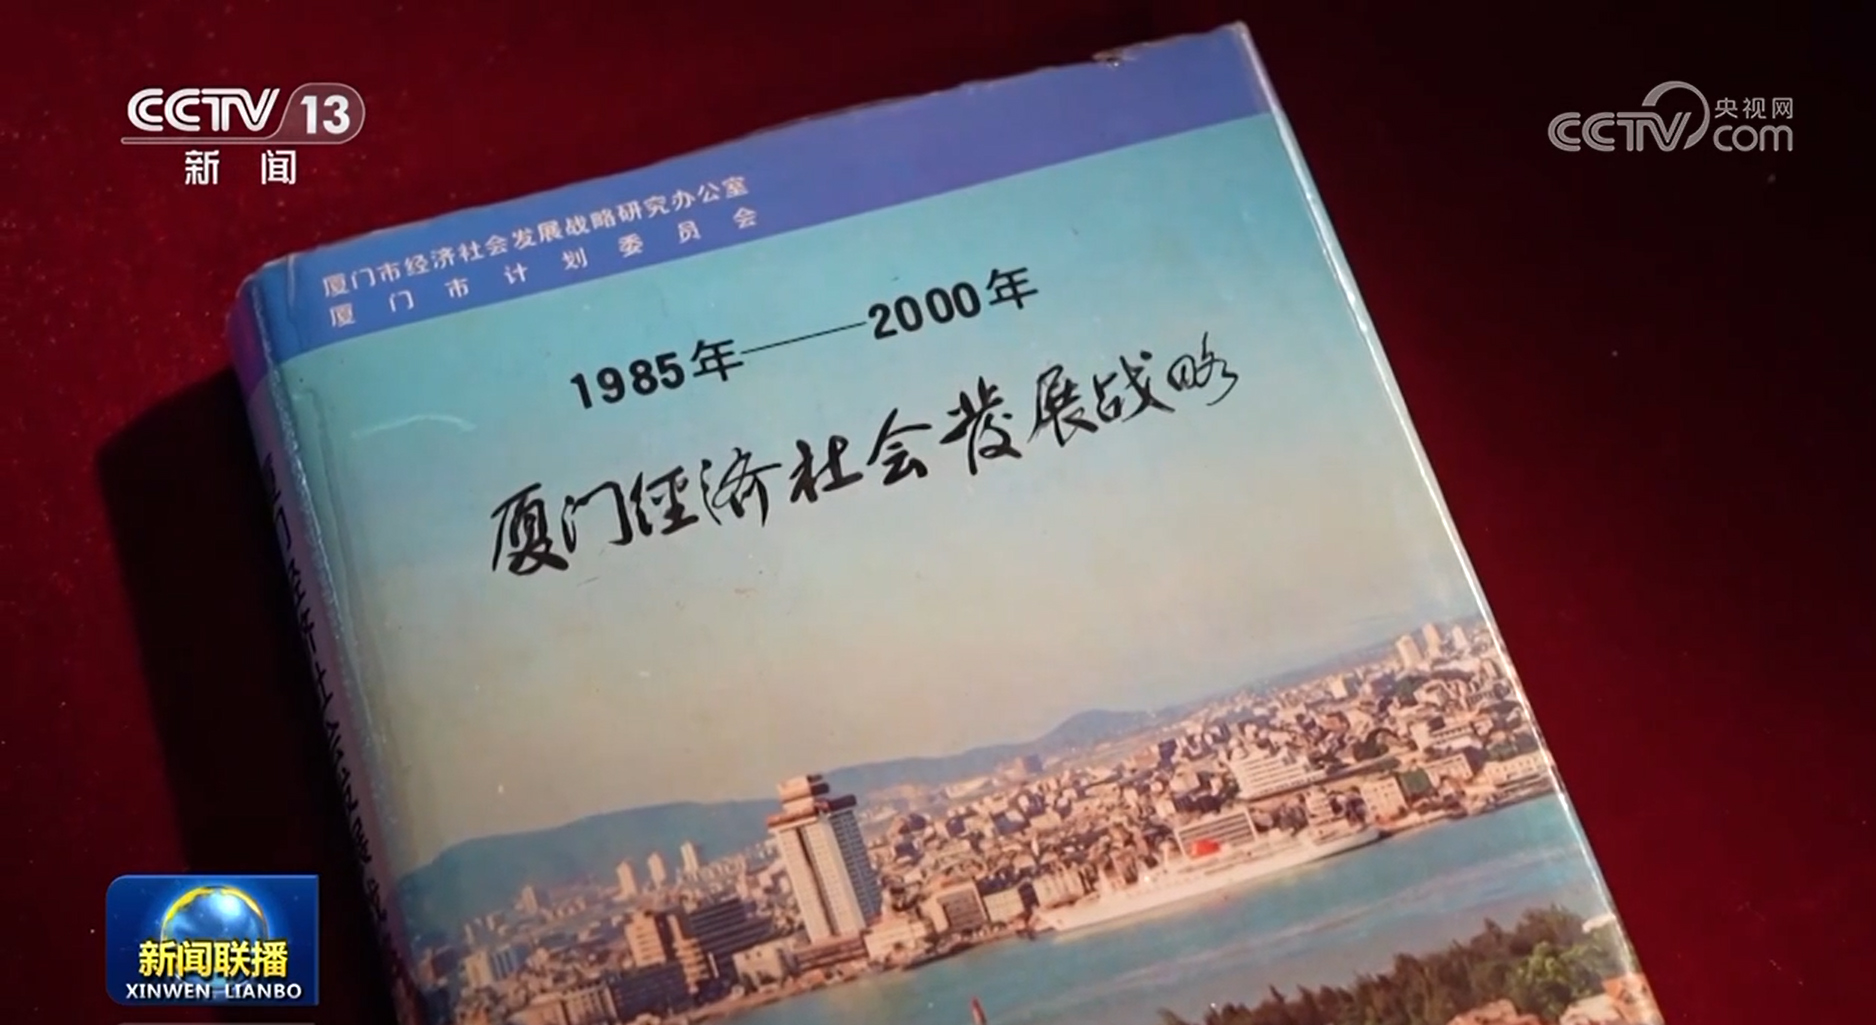 CCTV 13
新闻
央视网
CCTV.com
厦门市经济社会发展战略研究办公室
厦门市计划委员会
1985年——2000年
厦门经济社会发展战略
新闻联播
XINWEN LIANBO